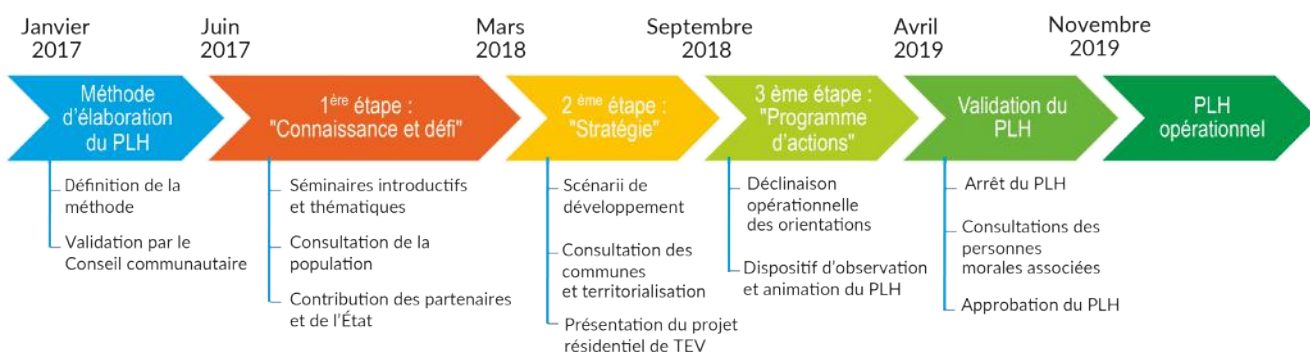 Janvier
2017
Juin
2017
Mars
2018
Septembre
2018
Avril
2019
Novembre
2019
Méthode
d'élaboration
du PLH
1ère étape :
"Connaissance et défi"
2 ème étape :
"Stratégie"
3 ème étape :
"Programme
d'actions"
Validation du
PLH
PLH
opérationnel
Définition de la
méthode
Validation par le
Conseil communautaire
Séminaires introductifs
et thématiques
Consultation de la
population
Contribution des partenaires
et de l'État
Scénarii de
développement
Consultation des
communes
et territorialisation
Présentation du projet
résidentiel de TEV
Déclinaison
opérationnelle
des orientations
Dispositif d'observation
et animation du PLH
Arrêt du PLH
Consultations des
personnes
morales associées
Approbation du PLH